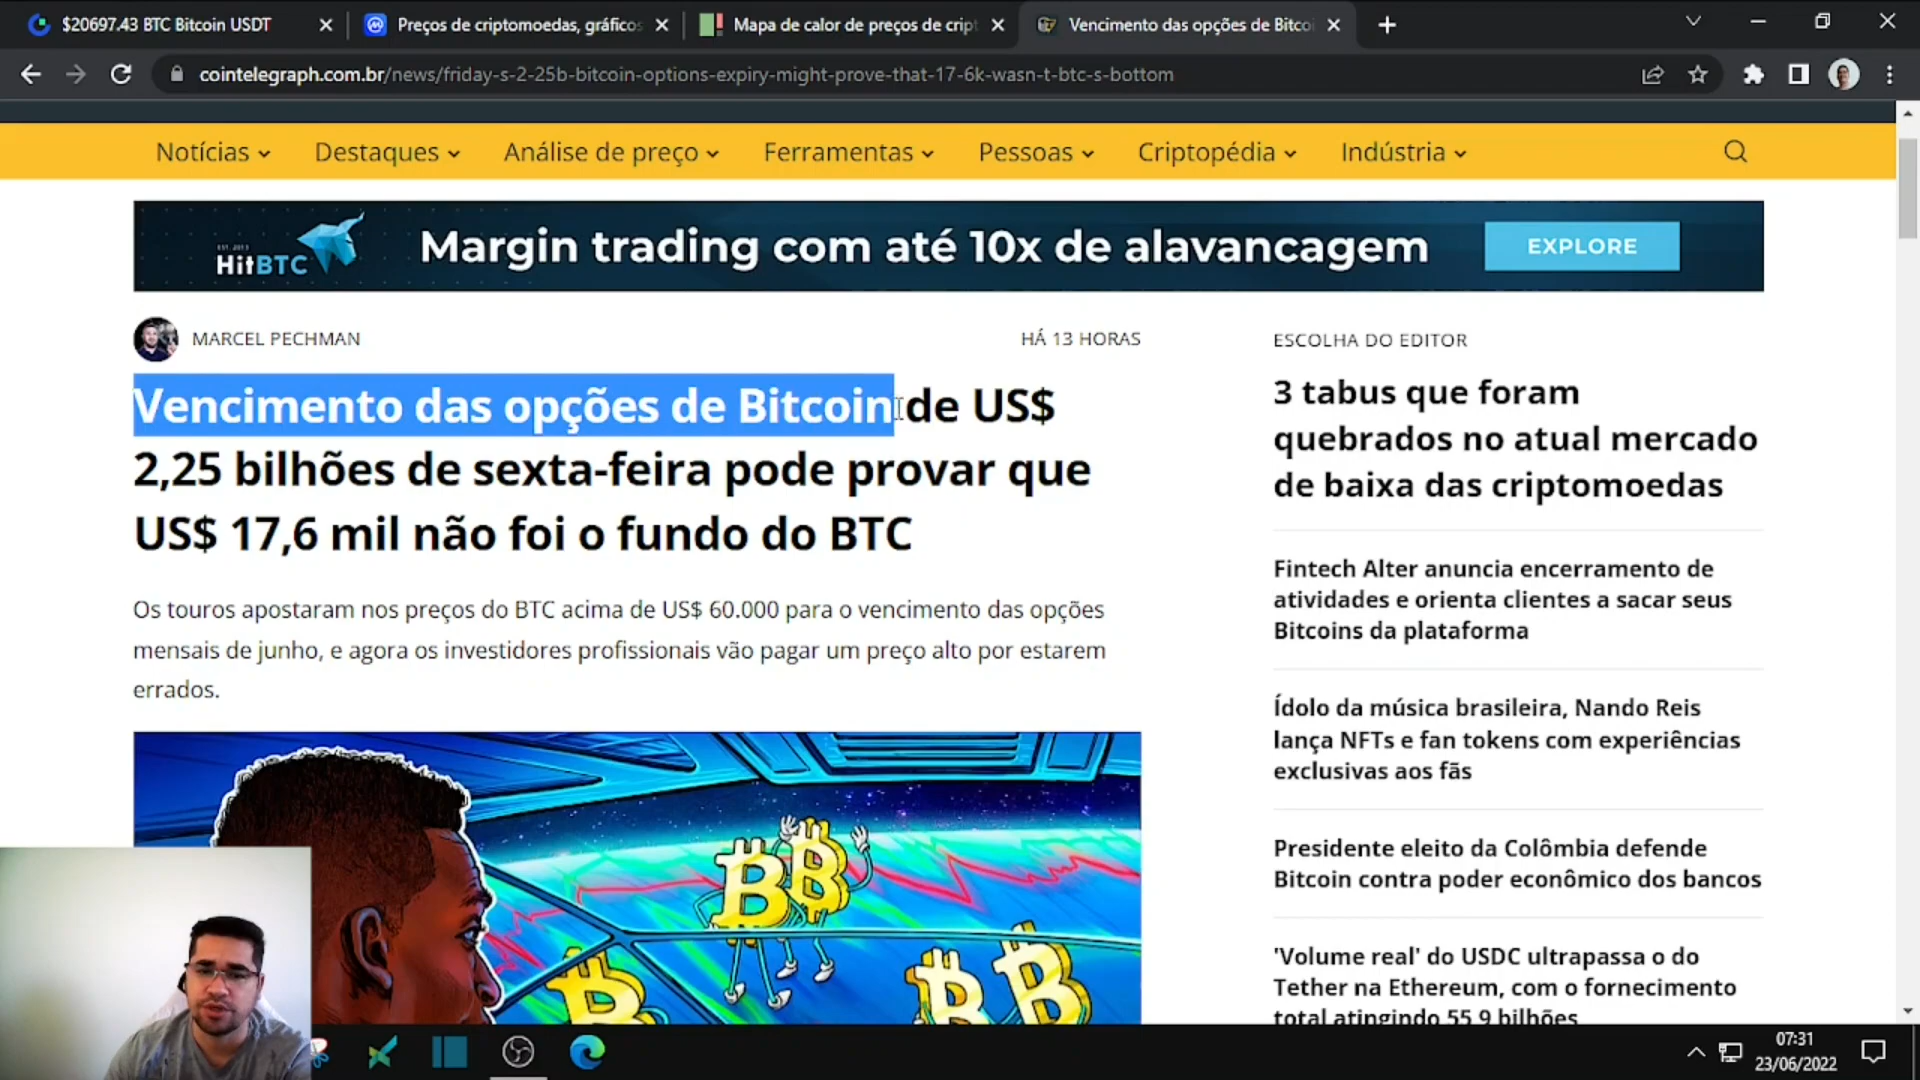 $20697.43 BTC Bitcoin USDT
Preços de criptomoedas, gráficos
Mapa de calor de preços de cript
Vencimento das opções de Bitco
cointelegraph.com.br/news/friday-s-2-25b-bitcoin-options-expiry-might-prove-that-17-6k-wasn-t-btc-s-bottom
Notícias
Destaques
Análise de preço
Ferramentas
Pessoas
Criptopédia
Indústria
HitBTC
Margin trading com até 10x de alavancagem
EXPLORE
MARCEL PECHMAN
HÁ 13 HORAS
Vencimento das opções de Bitcoin de US$
2,25 bilhões de sexta-feira pode provar que
US$ 17,6 mil não foi o fundo do BTC
Os touros apostaram nos preços do BTC acima de US$ 60.000 para o vencimento das opções
mensais de junho, e agora os investidores profissionais vão pagar um preço alto por estarem
errados.
ESCOLHA DO EDITOR
3 tabus que foram
quebrados no atual mercado
de baixa das criptomoedas
Fintech Alter anuncia encerramento de
atividades e orienta clientes a sacar seus
Bitcoins da plataforma
Ídolo da música brasileira, Nando Reis
lança NFTs e fan tokens com experiências
exclusivas aos fãs
Presidente eleito da Colômbia defende
Bitcoin contra poder econômico dos bancos
'Volume real' do USDC ultrapassa o do
Tether na Ethereum, com o fornecimento
total atingindo 55,9 bilhões
07:31
23/06/2022